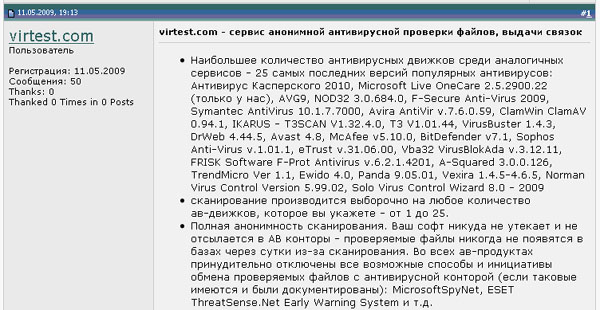 11.05.2009, 19:13
#1
virtest.com
Пользователь
Регистрация: 11.05.2009
Сообщения: 50
Thanks: 0
Thanked 0 Times in 0 Posts
virtest.com - сервис анонимной антивирусной проверки файлов, выдачи связок
• Наибольшее количество антивирусных движков среди аналогичных
сервисов - 25 самых последних версий популярных антивирусов:
Антивирус Касперского 2010, Microsoft Live OneCare 2.5.2900.22
(только у нас), AVG9, NOD32 3.0.684.0, F-Secure Anti-Virus 2009,
Symantec AntiVirus 10.1.7.7000, Avira AntiVir v.7.6.0.59, ClamWin ClamAV
0.94.1, IKARUS - T3SCAN V1.32.4.0, T3 V1.01.44, VirusBuster 1.4.3,
DrWeb 4.44.5, Avast 4.8, McAfee v5.10.0, BitDefender v7.1, Sophos
Anti-Virus v.1.01.1, eTrust v.31.06.00, Vba32 VirusBlokAda v.3.12.11,
FRISK Software F-Prot Antivirus v.6.2.1.4201, A-Squared 3.0.0.126,
TrendMicro Ver 1.1, Ewido 4.0, Panda 9.05.01, Vexira 1.4.5-4.6.5, Norman
Virus Control Version 5.99.02, Solo Virus Control Wizard 8.0 - 2009
• сканирование производится выборочно на любое количество
ав-движков, которое вы укажете - от 1 до 25.
• Полная анонимность сканирования. Ваш софт никуда не утекает и не
отсылается в АВ конторы - проверяемые файлы никогда не появятся в
базах через сутки из-за сканирования. Во всех ав-продуктах
принудительно отключены все возможные способы и инициативы
обмена проверяемых файлов с антивирусной конторой (если таковые
имеются и были документированы): MicrosoftSpyNet, ESET
ThreatSense.Net Early Warning System и т.д.